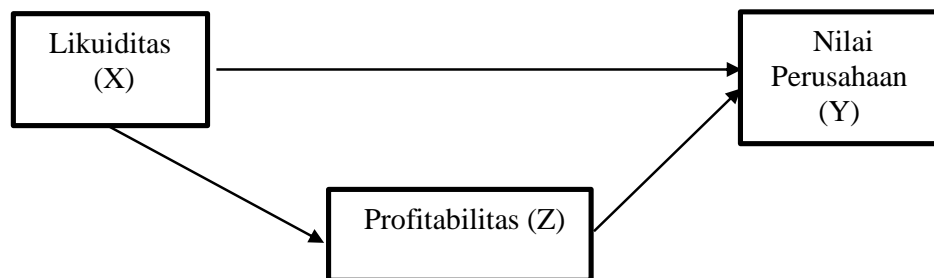 Likuiditas
(X)
Nilai
Perusahaan
(Y)
Profitabilitas (Z)